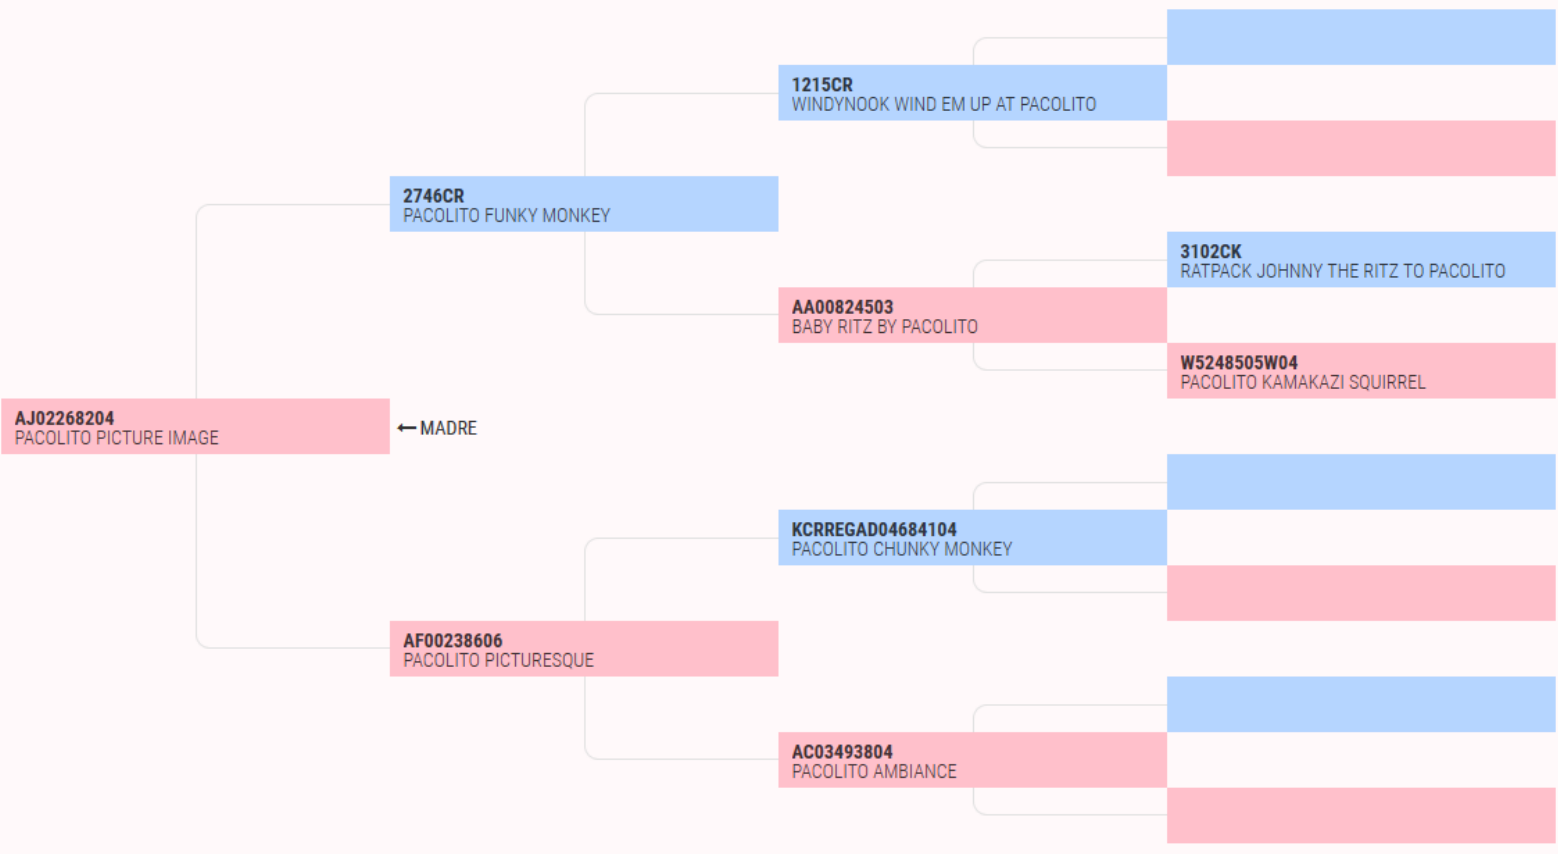 1215CR
WINDYNOOK WIND EM UP AT PACOLITO
2746CR
PACOLITO FUNKY MONKEY
3102CK
RATPACK JOHNNY THE RITZ TO PACOLITO
AA00824503
BABY RITZ BY PACOLITO
W5248505W04
PACOLITO KAMAKAZI SQUIRREL
AJ02268204
PACOLITO PICTURE IMAGE
← MADRE
KCRREGAD04684104
PACOLITO CHUNKY MONKEY
AF00238606
PACOLITO PICTURESQUE
AC03493804
PACOLITO AMBIANCE